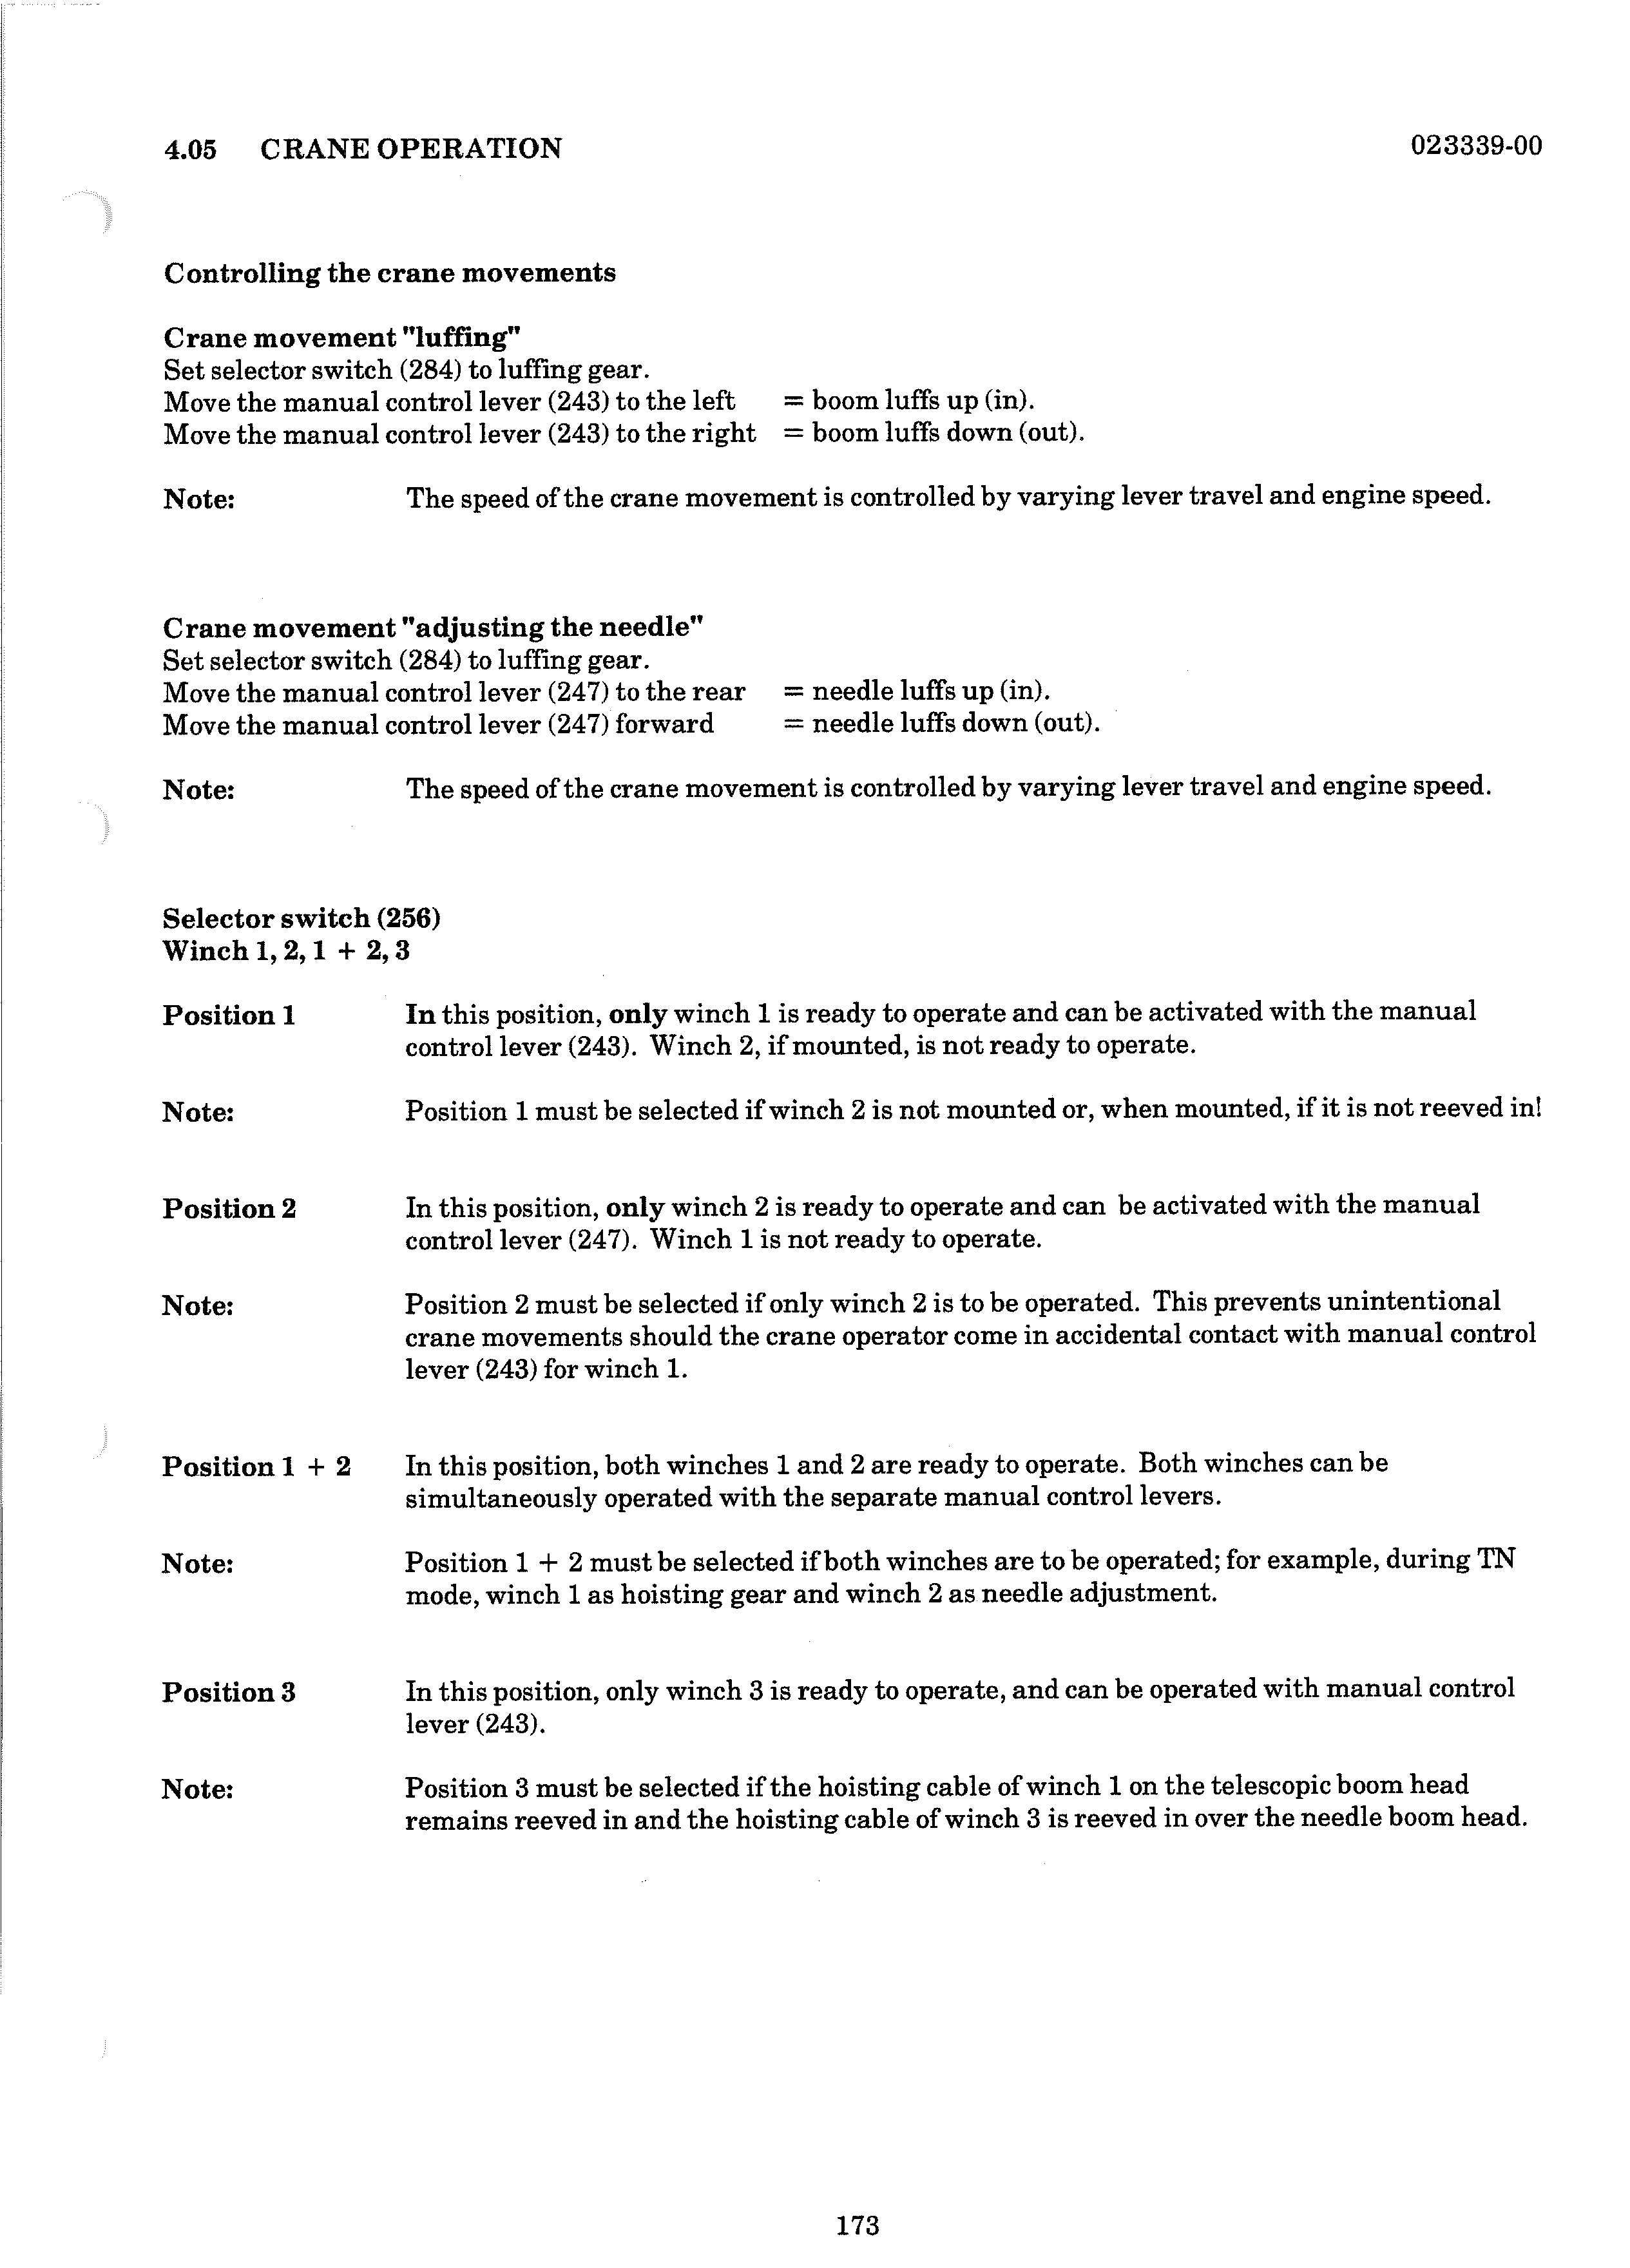 4.05 CRANE OPERATION 023339-00
Controlling the crane movements
Crane movement "luffing"
Set selector switch (284) to luffing gear.
Move the manual control lever (243) to the left = boom luffs up (in).
Move the manual control lever (243) to the right = boom luffs down (out).
Note: The speed of the crane movement is controlled by varying lever travel and engine speed.
Crane movement "adjusting the needle"
Set selector switch (284) to luffing gear.
Move the manual control lever (247) to the rear = needle luffs up (in).
Move the manual control lever (247) forward = needle luffs down (out).
Note: The speed of the crane movement is controlled by varying lever travel and engine speed.
Selector switch (256)
Winch 1, 2, 1 + 2, 3
Position 1 In this position, only winch 1 is ready to operate and can be activated with the manual
control lever (243). Winch 2, if mounted, is not ready to operate.
Note: Position 1 must be selected if winch 2 is not mounted or, when mounted, if it is not reeved in!
Position 2 In this position, only winch 2 is ready to operate and can be activated with the manual
control lever (247). Winch 1 is not ready to operate.
Note: Position 2 must be selected if only winch 2 is to be operated. This prevents unintentional
crane movements should the crane operator come in accidental contact with manual control
lever (243) for winch 1.
Position 1 + 2 In this position, both winches 1 and 2 are ready to operate. Both winches can be
simultaneously operated with the separate manual control levers.
Note: Position 1 + 2 must be selected if both winches are to be operated; for example, during TN
mode, winch 1 as hoisting gear and winch 2 as needle adjustment.
Position 3 In this position, only winch 3 is ready to operate, and can be operated with manual control
lever (243).
Note: Position 3 must be selected if the hoisting cable of winch 1 on the telescopic boom head
remains reeved in and the hoisting cable of winch 3 is reeved in over the needle boom head.
173